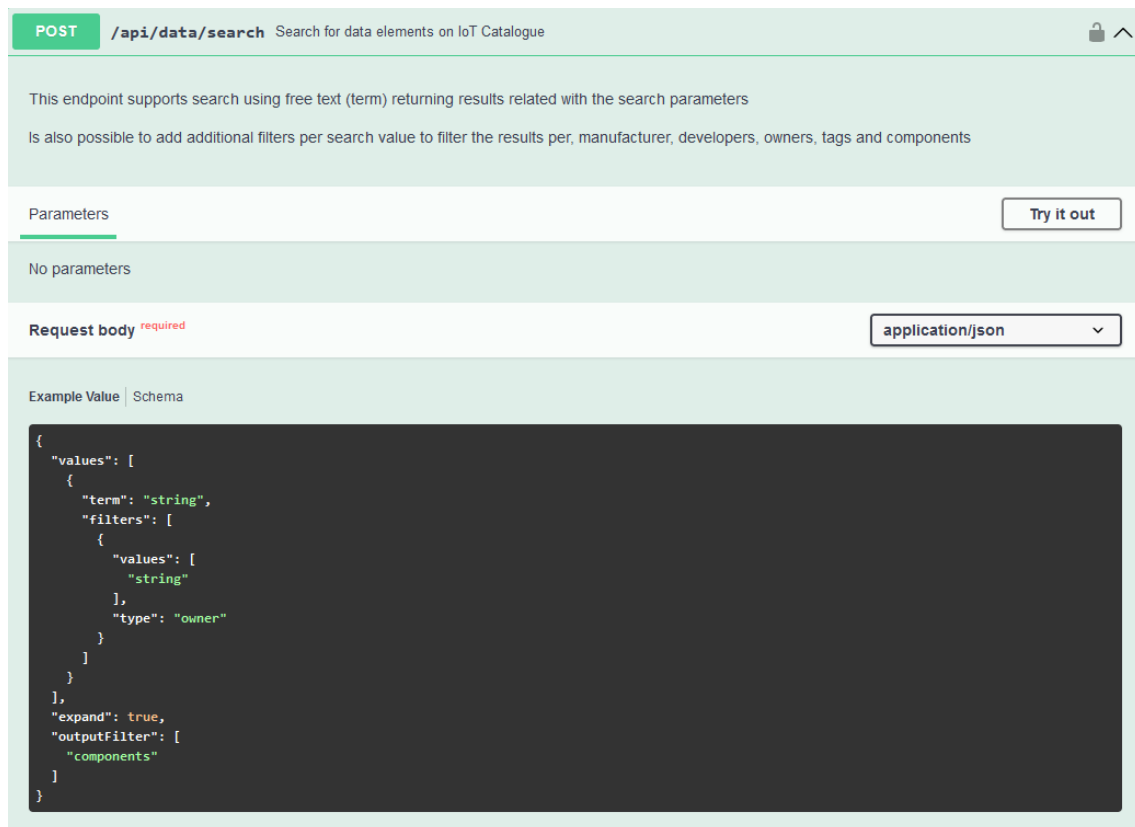 POST /api/data/search Search for data elements on IoT Catalogue
This endpoint supports search using free text (term) returning results related with the search parameters
Is also possible to add additional filters per search value to filter the results per, manufacturer, developers, owners, tags and components
Parameters Try it out
No parameters
Request body required application/json
Example Value Schema
{
  "values": [
    {
      "term": "string",
      "filters": [
        {
          "values": [
            "string"
          ],
          "type": "owner"
        }
      ]
    }
  ],
  "expand": true,
  "outputFilter": [
    "components"
  ]
}